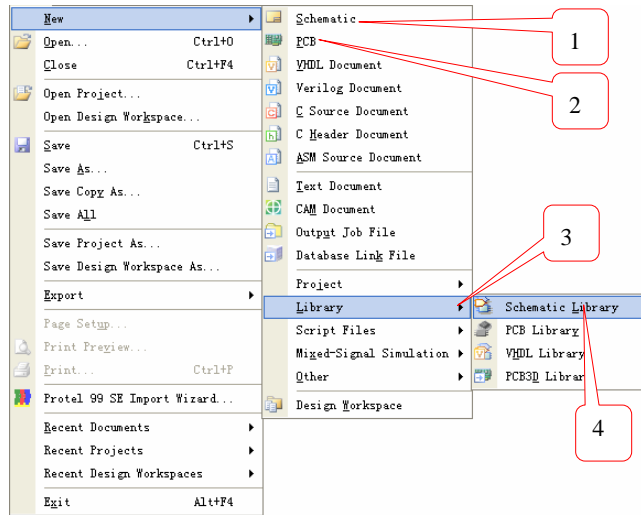 New
Open... Ctrl+O
Close Ctrl+F4
Open Project...
Open Design Workspace...
Save Ctrl+S
Save As...
Save Copy As...
Save All
Save Project As...
Save Design Workspace As...
Export
Page Setup...
Print Preview...
Print... Ctrl+P
Protel 99 SE Import Wizard...
Recent Documents
Recent Projects
Recent Design Workspaces
Exit Alt+F4
Schematic
PCB
VHDL Document
Verilog Document
C Source Document
C Header Document
ASM Source Document
Text Document
CAM Document
Output Job File
Database Link File
Project
Library
Script Files
Mixed-Signal Simulation
Other
Design Workspace
Schematic Library
PCB Library
VHDL Library
PCB3D Librar
1
2
3
4